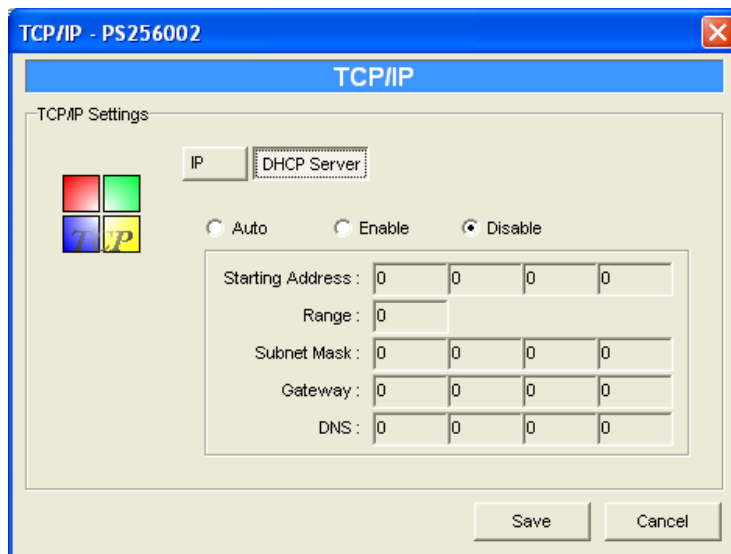 TCP/IP - PS256002
TCP/IP
TCP/IP Settings
IP DHCP Server
TCP
Auto Enable Disable
Starting Address : 0 0 0 0
Range : 0
Subnet Mask : 0 0 0 0
Gateway : 0 0 0 0
DNS : 0 0 0 0
Save Cancel